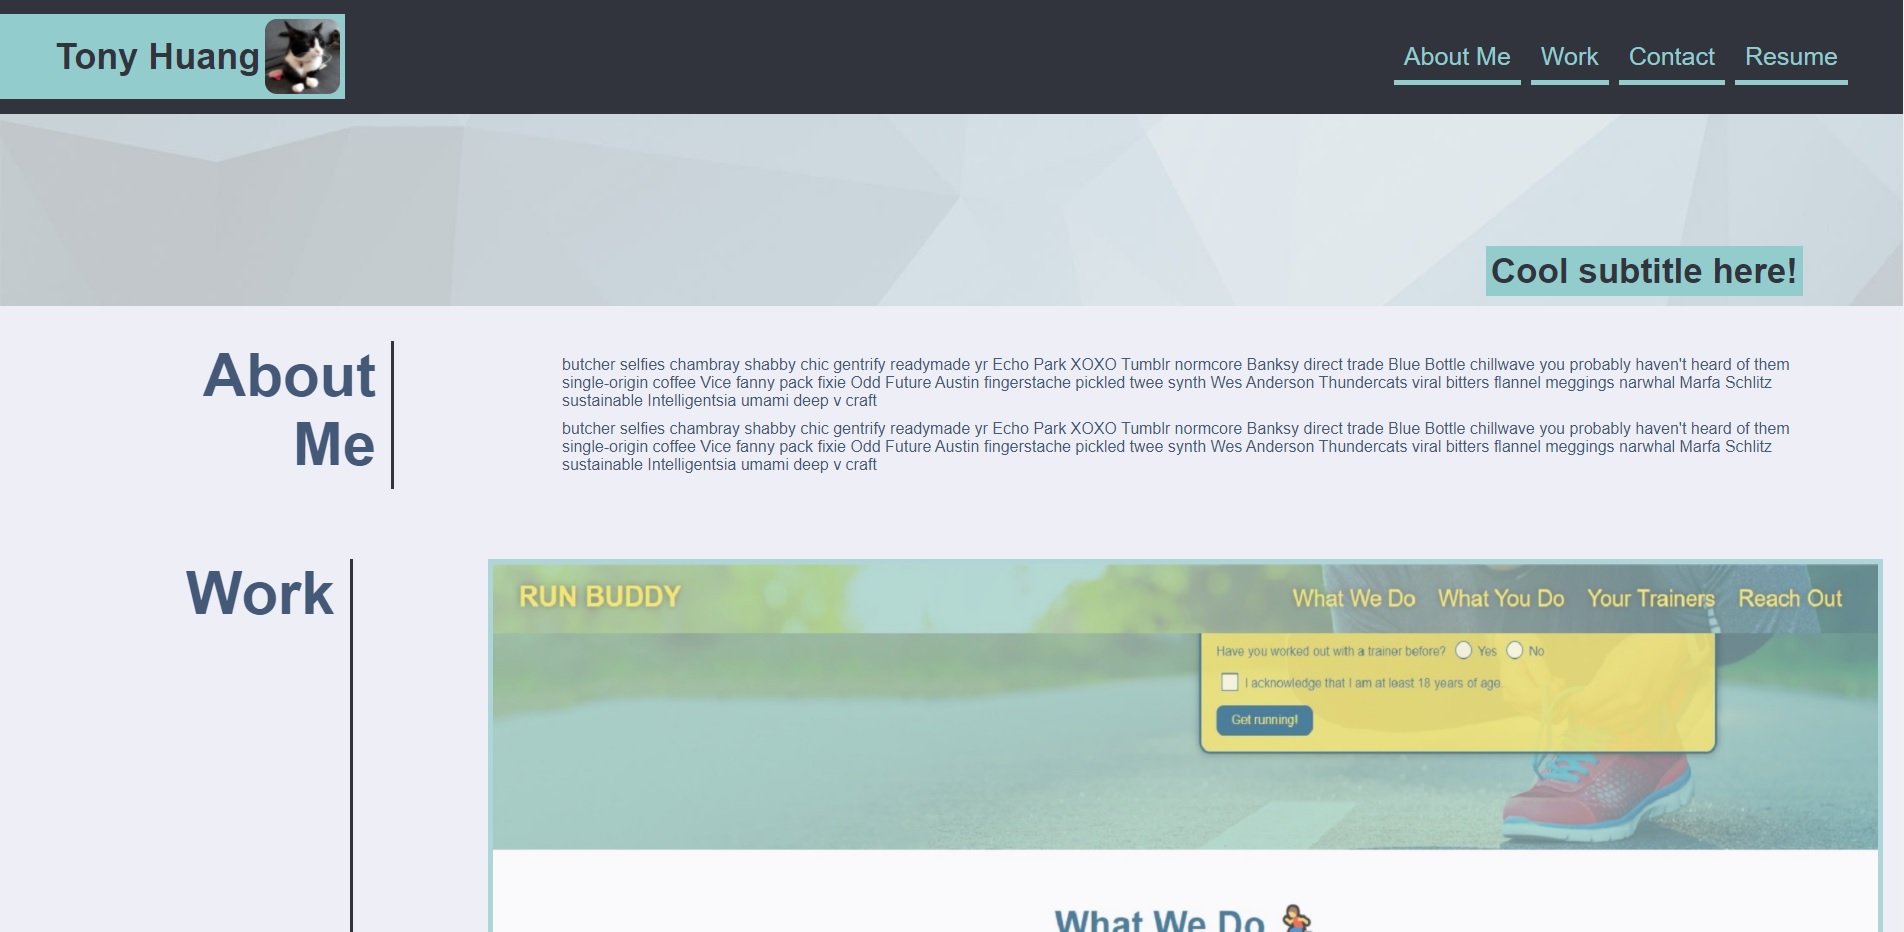 Tony Huang
About Me Work Contact Resume
Cool subtitle here!
About
Me
butcher selfies chambray shabby chic gentrify readymade yr Echo Park XOXO Tumblr normcore Banksy direct trade Blue Bottle chillwave you probably haven't heard of them
single-origin coffee Vice fanny pack fixie Odd Future Austin fingerstache pickled twee synth Wes Anderson Thundercats viral bitters flannel meggings narwhal Marfa Schlitz
sustainable Intelligentsia umami deep v craft
butcher selfies chambray shabby chic gentrify readymade yr Echo Park XOXO Tumblr normcore Banksy direct trade Blue Bottle chillwave you probably haven't heard of them
single-origin coffee Vice fanny pack fixie Odd Future Austin fingerstache pickled twee synth Wes Anderson Thundercats viral bitters flannel meggings narwhal Marfa Schlitz
sustainable Intelligentsia umami deep v craft
Work
RUN BUDDY What We Do What You Do Your Trainers Reach Out
Have you worked out with a trainer before? Yes No
I acknowledge that I am at least 18 years of age.
Get running!
What We Do